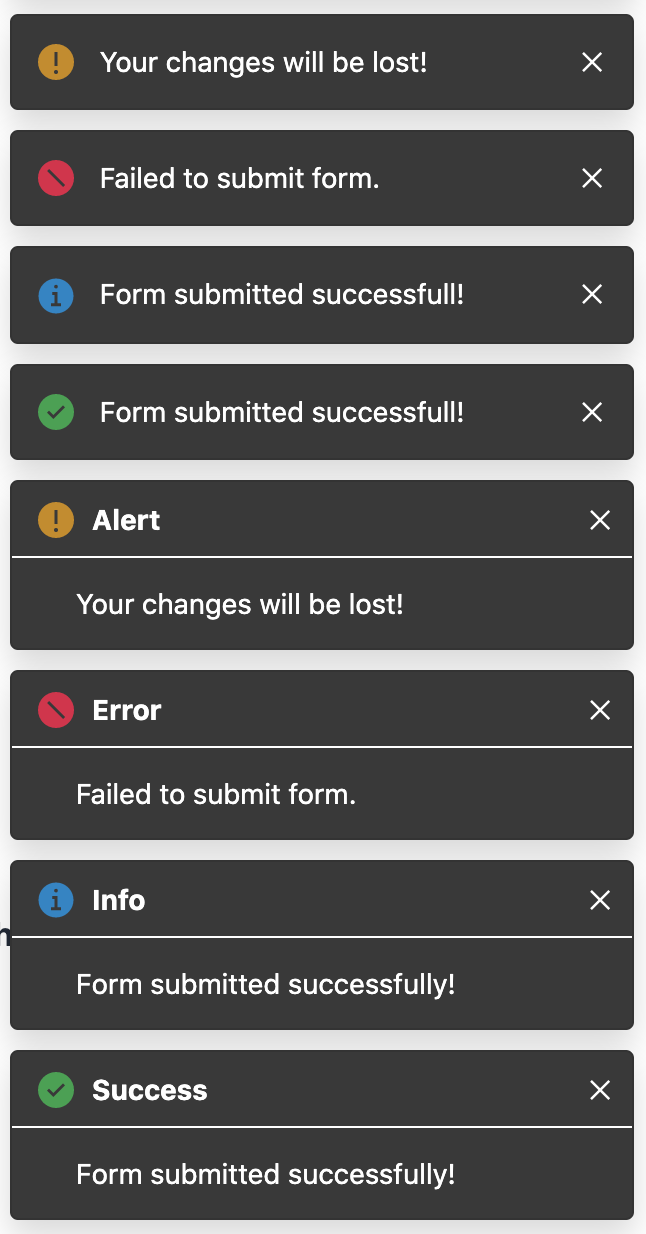 Your changes will be lost!
Failed to submit form.
Form submitted successfull!
Form submitted successfull!
Alert
Your changes will be lost!
Error
Failed to submit form.
Info
Form submitted successfully!
Success
Form submitted successfully!